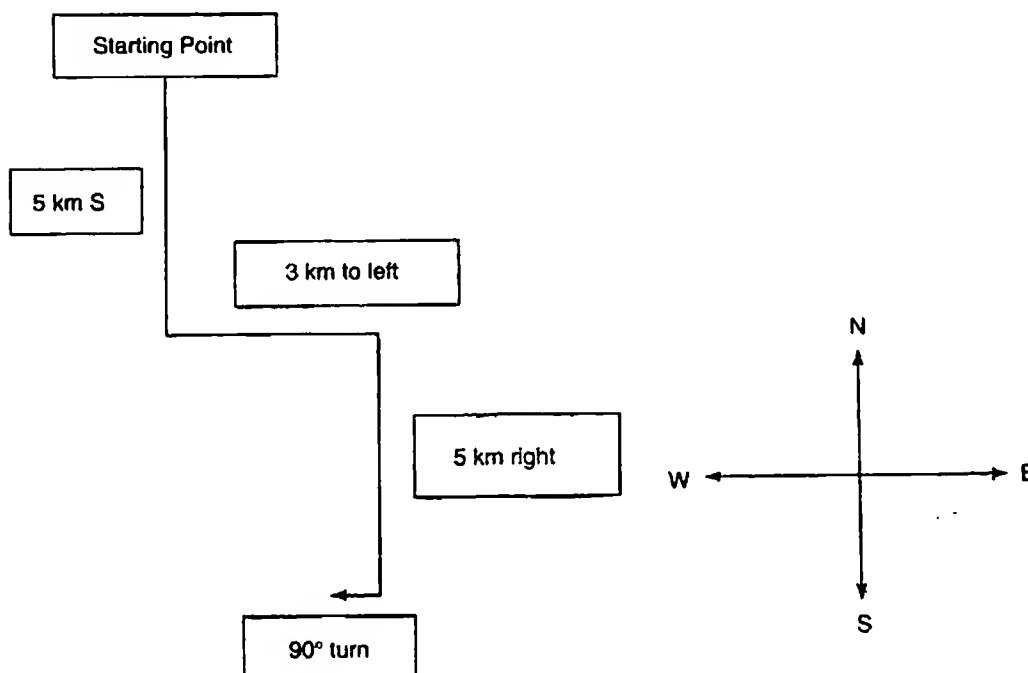 Starting Point
5 km S
3 km to left
N
5 km right
W
E
S
90° turn